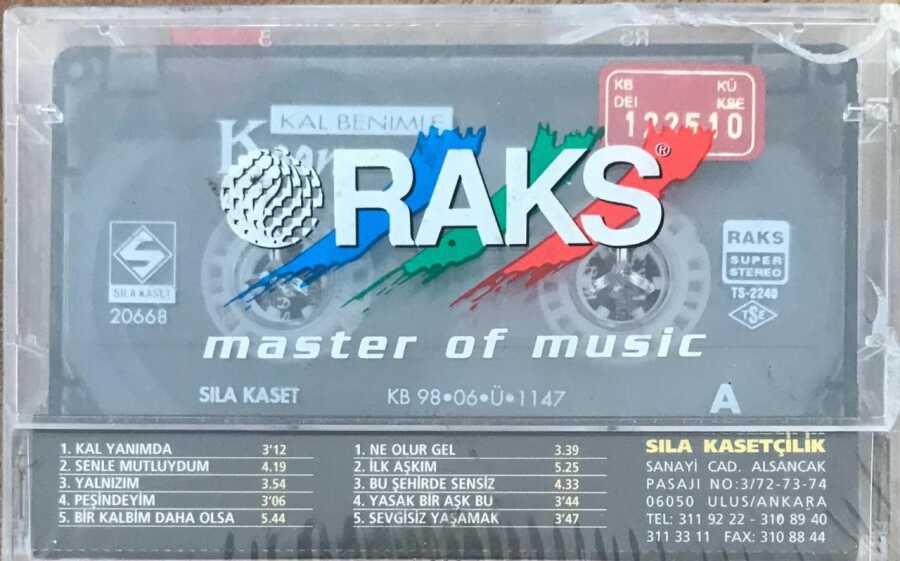 KB KÜ
DEI KSE
KAL BENIMLE
RAKS®
SILA KASET
20668
RAKS
SUPER
STEREO
TS-2240
TSE
master of music
SILA KASET KB 98•06•Ü•1147 A
1. KAL YANIMDA 3'12
2. SENLE MUTLUYDUM 4.19
3. YALNIZIM 3.54
4. PEŞİNDEYİM 3'06
5. BİR KALBİM DAHA OLSA 5.44
1. NE OLUR GEL 3.39
2. İLK AŞKIM 5.25
3. BU ŞEHİRDE SENSİZ 4.33
4. YASAK BİR AŞK BU 3'44
5. SEVGİSİZ YAŞAMAK 3'47
SILA KASETÇİLİK
SANAYİ CAD. ALSANCAK
PASAJI NO:3/72-73-74
06050 ULUS/ANKARA
TEL: 311 92 22 - 310 89 40
311 33 11 FAX: 310 88 44